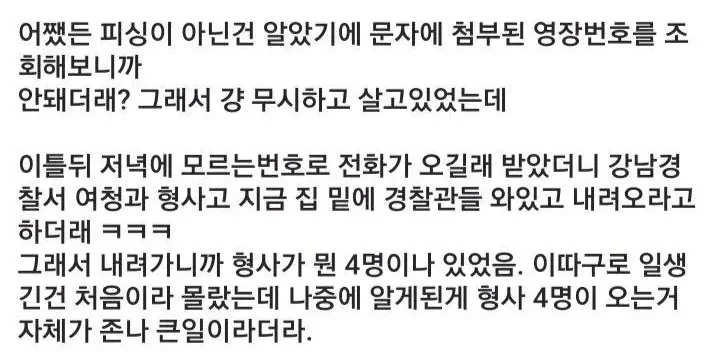 어쨌든 피싱이 아닌건 알았기에 문자에 첨부된 영장번호를 조
회해보니까
안돼더래? 그래서 걍 무시하고 살고있었는데
이틀뒤 저녁에 모르는번호로 전화가 오길래 받았더니 강남경
찰서 여청과 형사고 지금 집 밑에 경찰관들 와있고 내려오라고
하더래 ㅋㅋㅋ
그래서 내려가니까 형사가 뭔 4명이나 있었음. 이따구로 일생
긴건 처음이라 몰랐는데 나중에 알게된게 형사 4명이 오는거
자체가 존나 큰일이라더라.